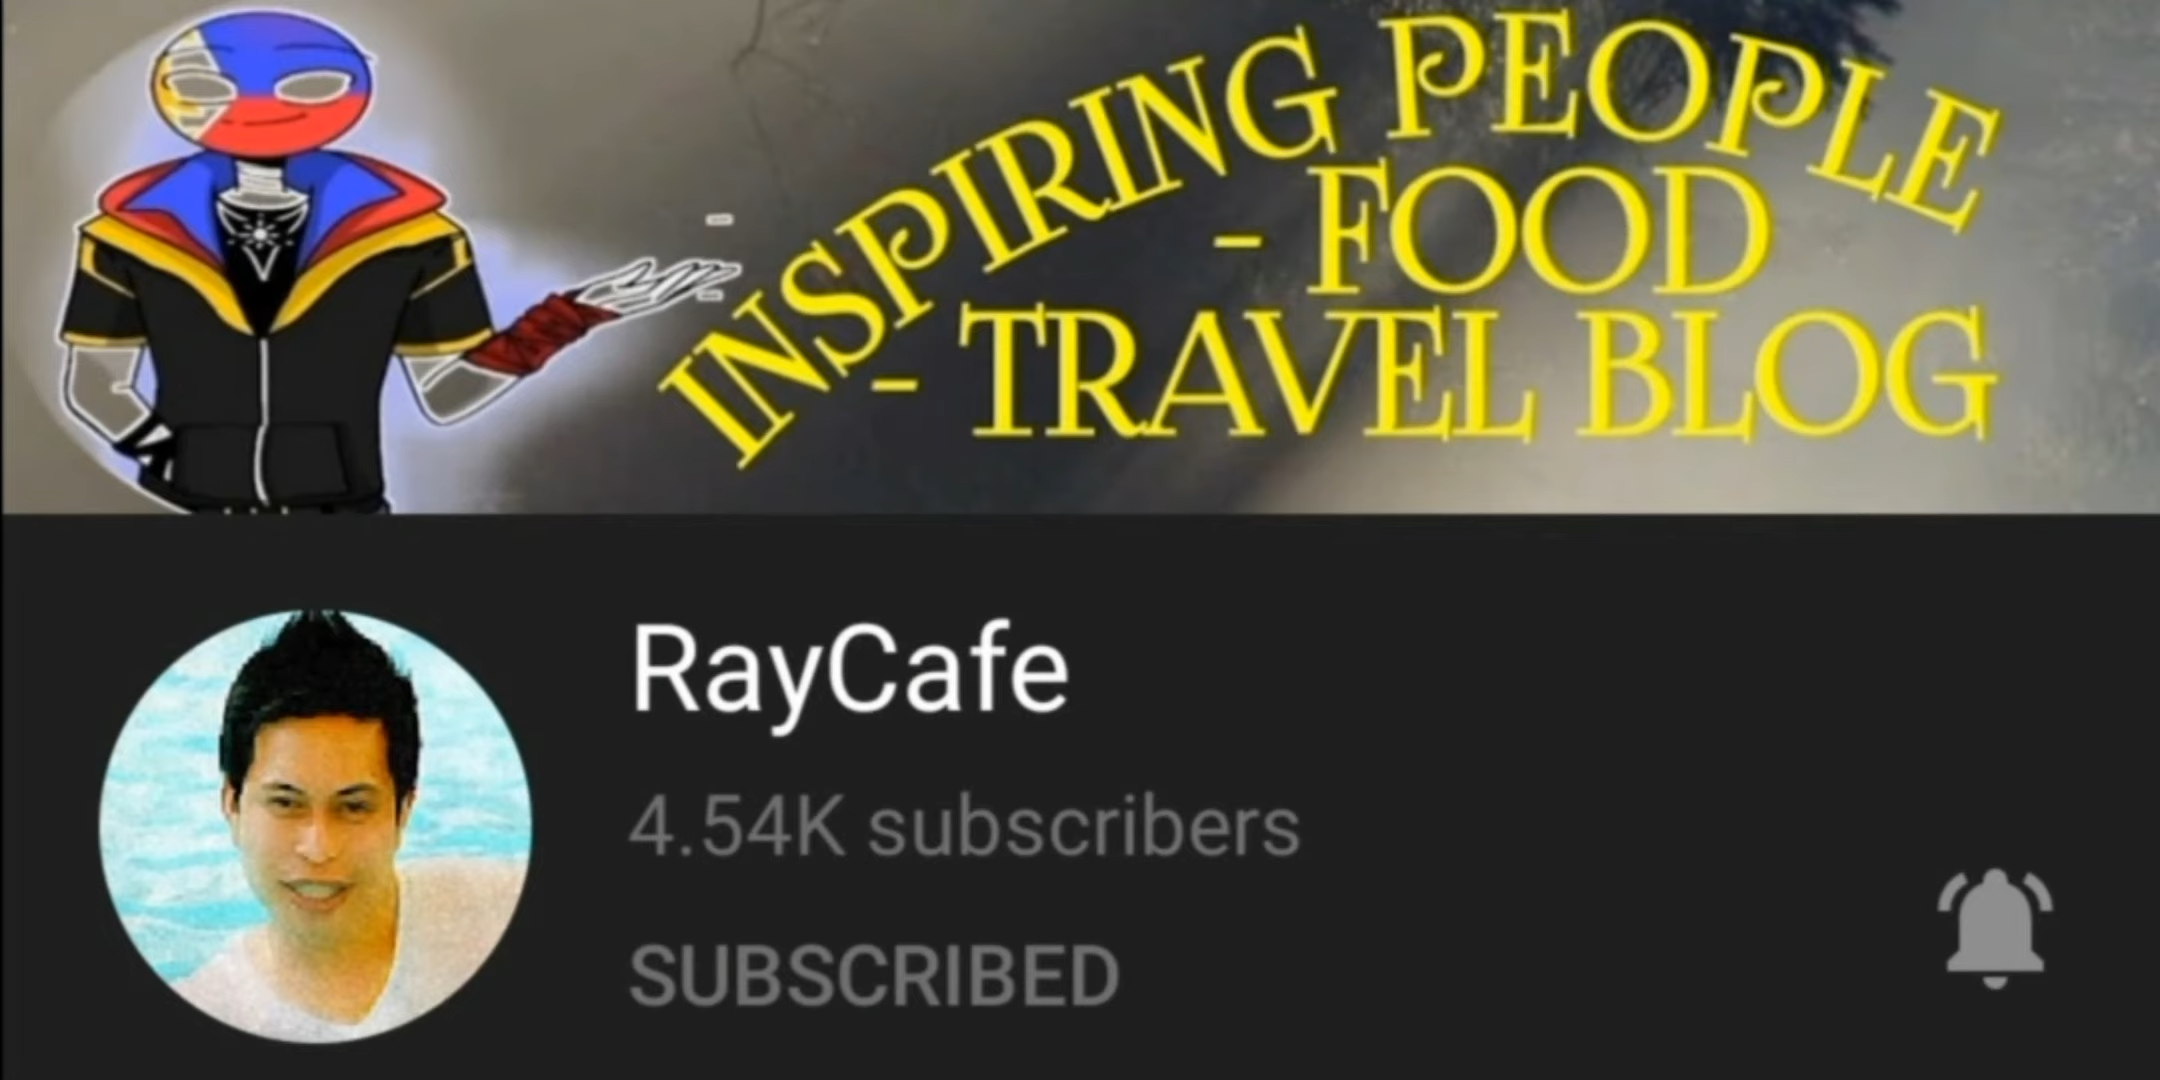 INSPIRING PEOPLE
- FOOD
- TRAVEL BLOG
RayCafe
4.54K subscribers
SUBSCRIBED